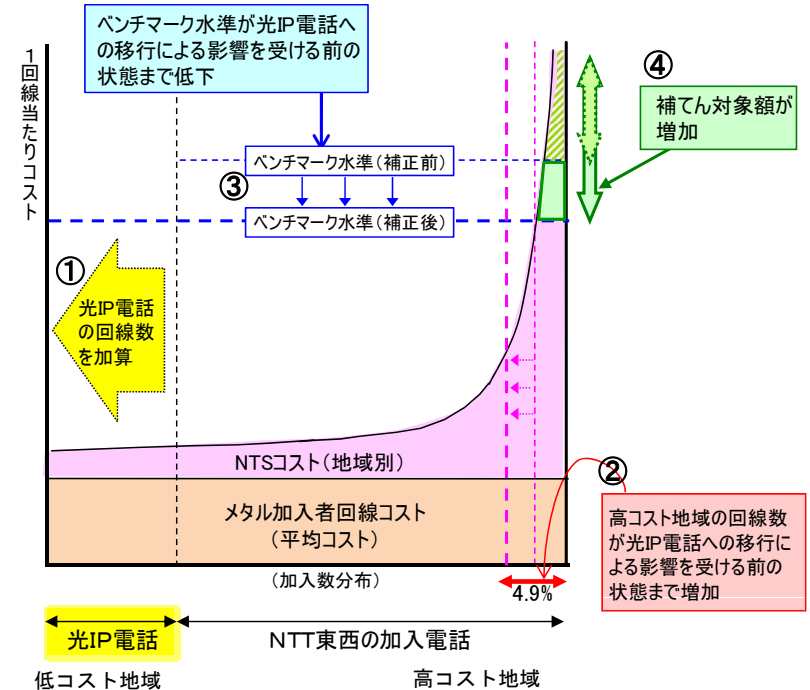 ベンチマーク水準が光IP電話へ
の移行による影響を受ける前の
状態まで低下
1回線当たりコスト
④
補てん対象額が
増加
ベンチマーク水準(補正前)
③
ベンチマーク水準(補正後)
①
光IP電話
の回線数
を加算
NTSコスト(地域別)
②
メタル加入者回線コスト
(平均コスト)
高コスト地域の回線数
が光IP電話への移行に
よる影響を受ける前の
状態まで増加
(加入数分布)
4.9%
光IP電話
NTT東西の加入電話
低コスト地域
高コスト地域